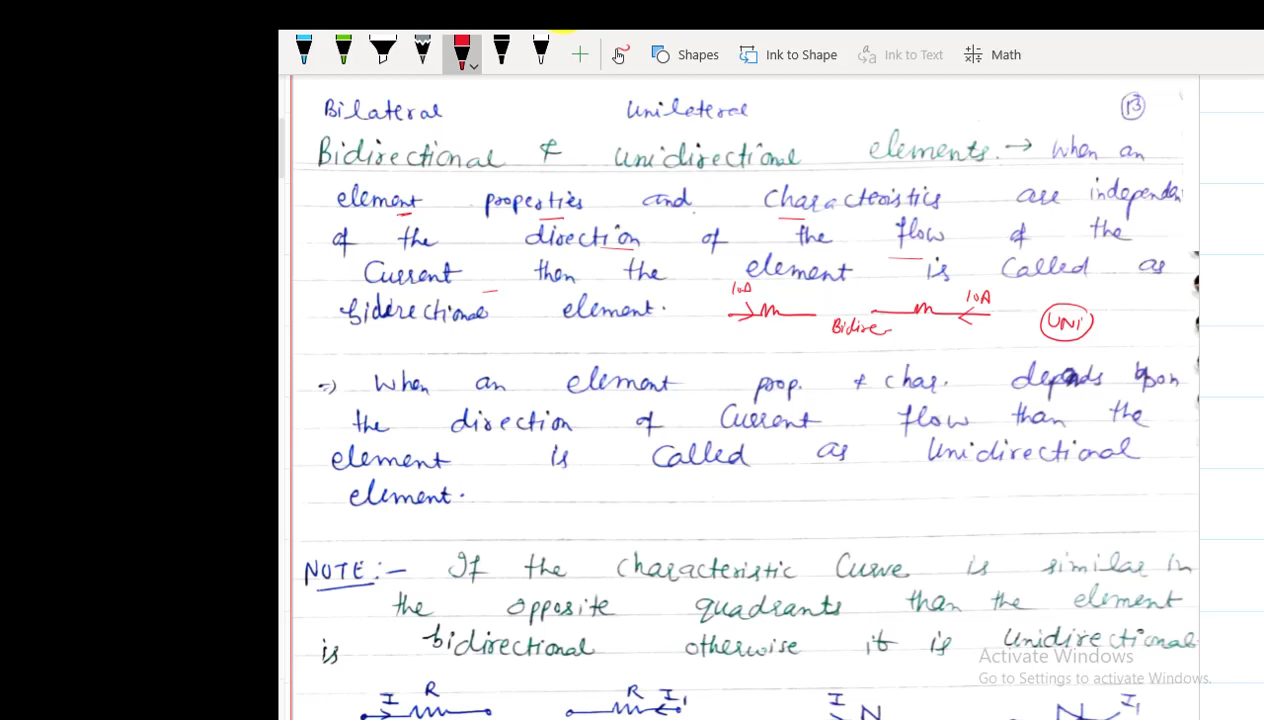 Shapes Ink to Shape Ink to Text Math
Bilateral Unilateral 13
Bidirectional & unidirectional elements. → When an
element properties and characteristics are independen
of the direction of the flow of the
Current then the element is Called as
bidirectional element.
10A 10A
Bidire UNI
⇒ When an element prop. & char. depends upon
the direction of Current flow than the
element is Called as Unidirectional
element.
NOTE:- If the characteristic Curve is similar in
the opposite quadrants than the element
is bidirectional otherwise it is Unidirectional
Activate Windows
Go to Settings to activate Windows.
I R R I1 I N N I1